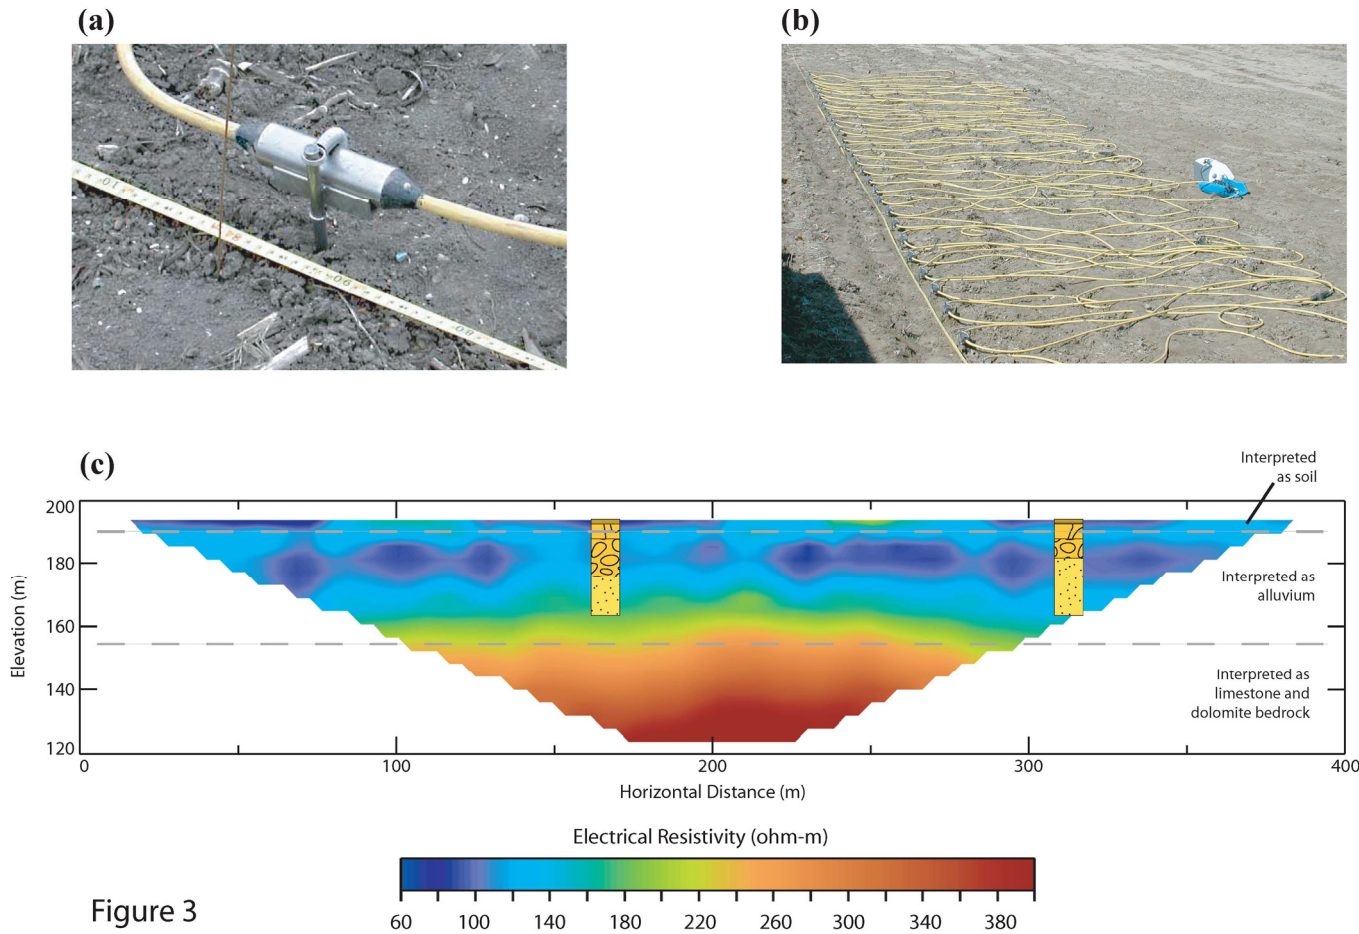 (a)
(b)
(c)
Interpreted
as soil
Interpreted as
alluvium
Interpreted as
limestone and
dolomite bedrock
Elevation (m)
200
180
160
140
120
0
100
200
300
400
Horizontal Distance (m)
Electrical Resistivity (ohm-m)
60
100
140
180
220
260
300
340
380
Figure 3